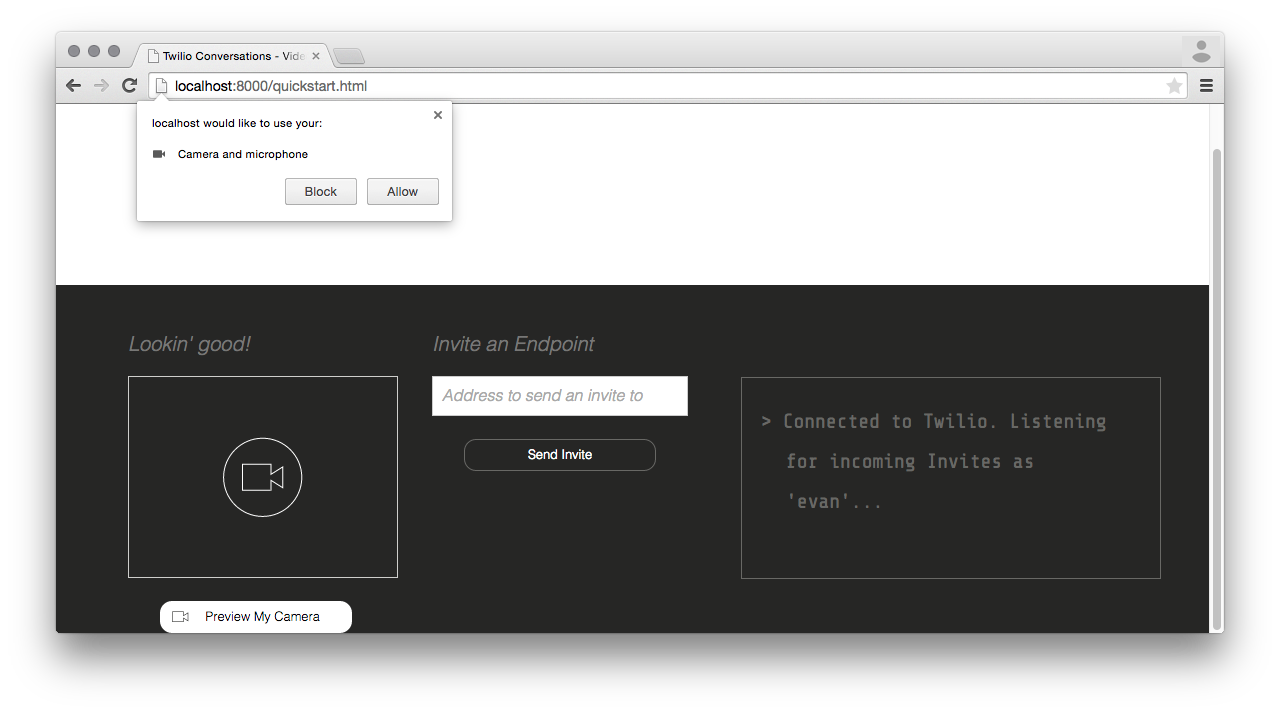 Twilio Conversations - Vide
localhost:8000/quickstart.html
localhost would like to use your:
Camera and microphone
Block
Allow
Lookin' good!
Invite an Endpoint
Address to send an invite to
Send Invite
> Connected to Twilio. Listening
for incoming Invites as
'evan'...
Preview My Camera